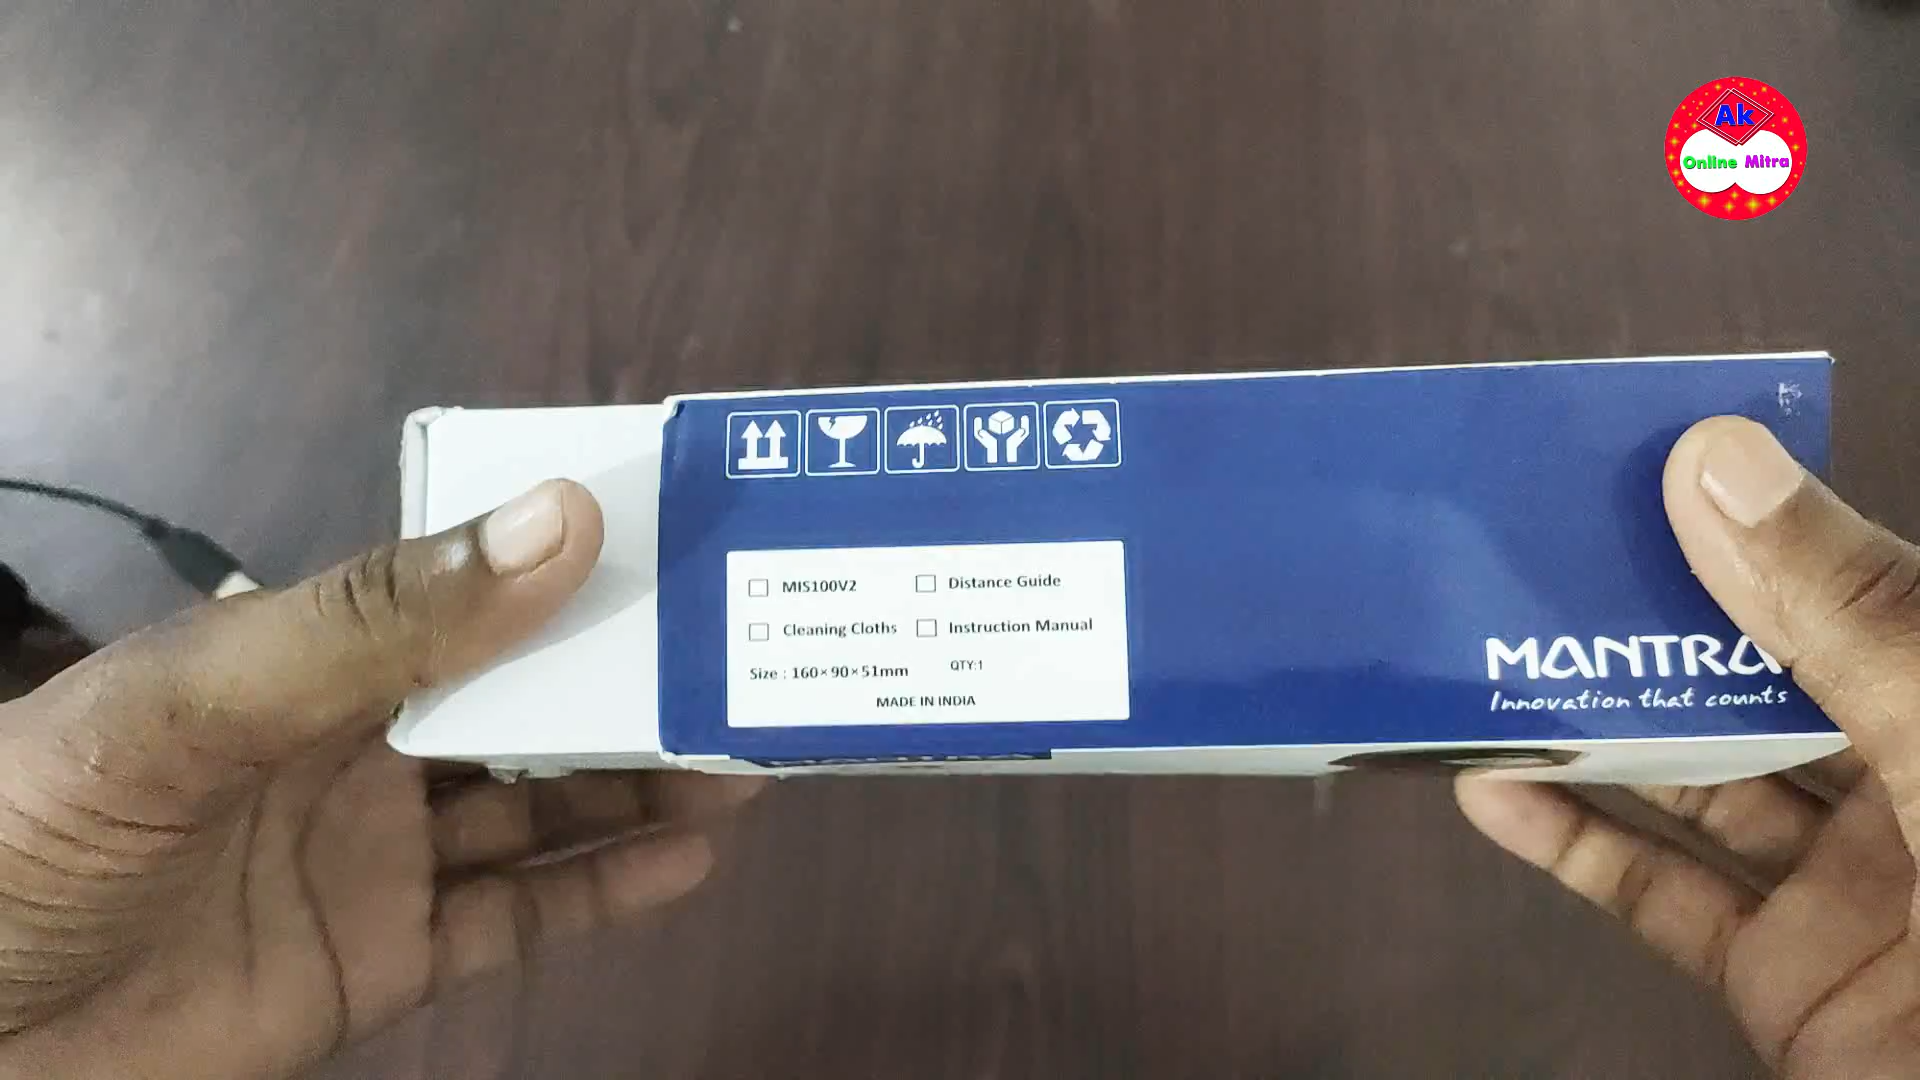 Ak
Online Mitra
MIS100V2
Distance Guide
Cleaning Cloths
Instruction Manual
Size : 160×90×51mm
QTY:1
MADE IN INDIA
MANTRA
Innovation that counts